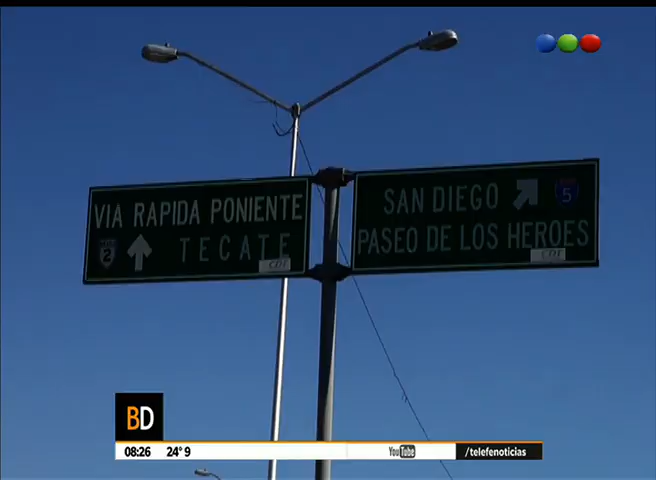 VIA RAPIDA PONIENTE
2 TECATE
SAN DIEGO 5
PASEO DE LOS HEROES
BD
08:26 24° 9 YouTube /telefenoticias